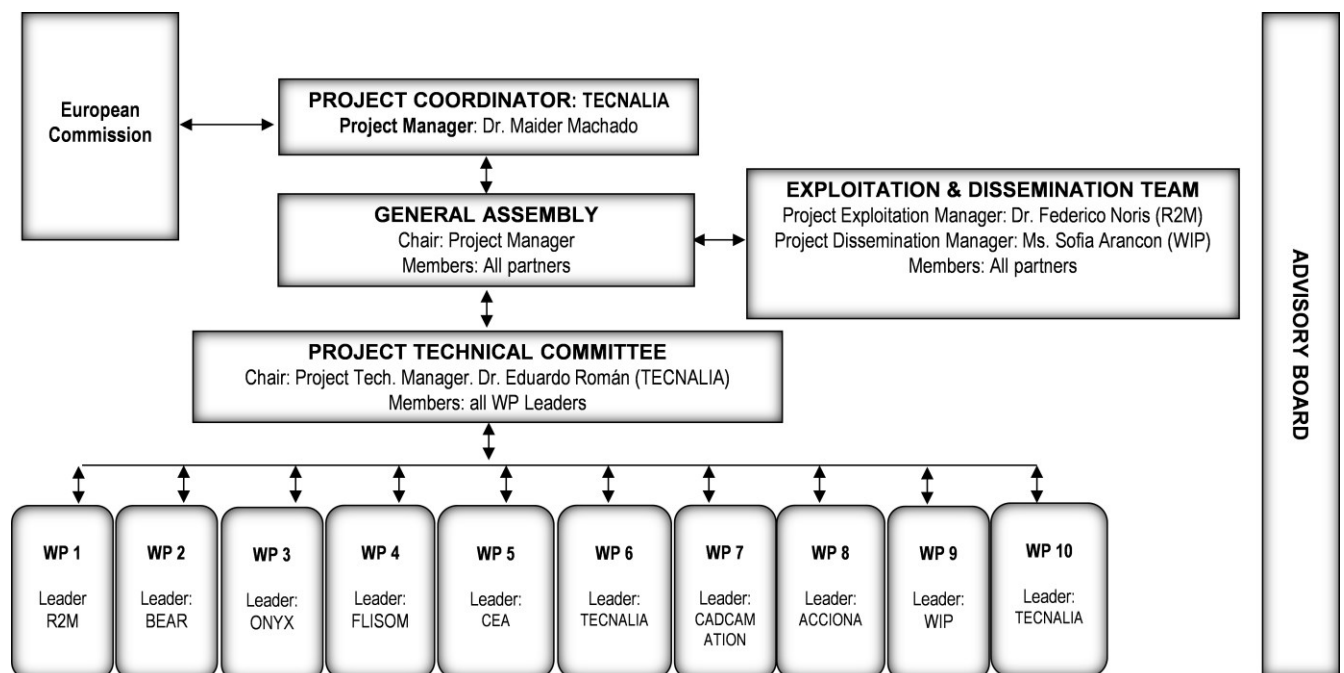 European
Commission
PROJECT COORDINATOR: TECNALIA
Project Manager: Dr. Maider Machado
GENERAL ASSEMBLY
Chair: Project Manager
Members: All partners
EXPLOITATION & DISSEMINATION TEAM
Project Exploitation Manager: Dr. Federico Noris (R2M)
Project Dissemination Manager: Ms. Sofia Arancon (WIP)
Members: All partners
PROJECT TECHNICAL COMMITTEE
Chair: Project Tech. Manager. Dr. Eduardo Román (TECNALIA)
Members: all WP Leaders
WP 1
Leader
R2M
WP 2
Leader:
BEAR
WP 3
Leader:
ONYX
WP 4
Leader:
FLISOM
WP 5
Leader:
CEA
WP 6
Leader:
TECNALIA
WP 7
Leader:
CADCAM
ATION
WP 8
Leader:
ACCIONA
WP 9
Leader:
WIP
WP 10
Leader:
TECNALIA
ADVISORY BOARD